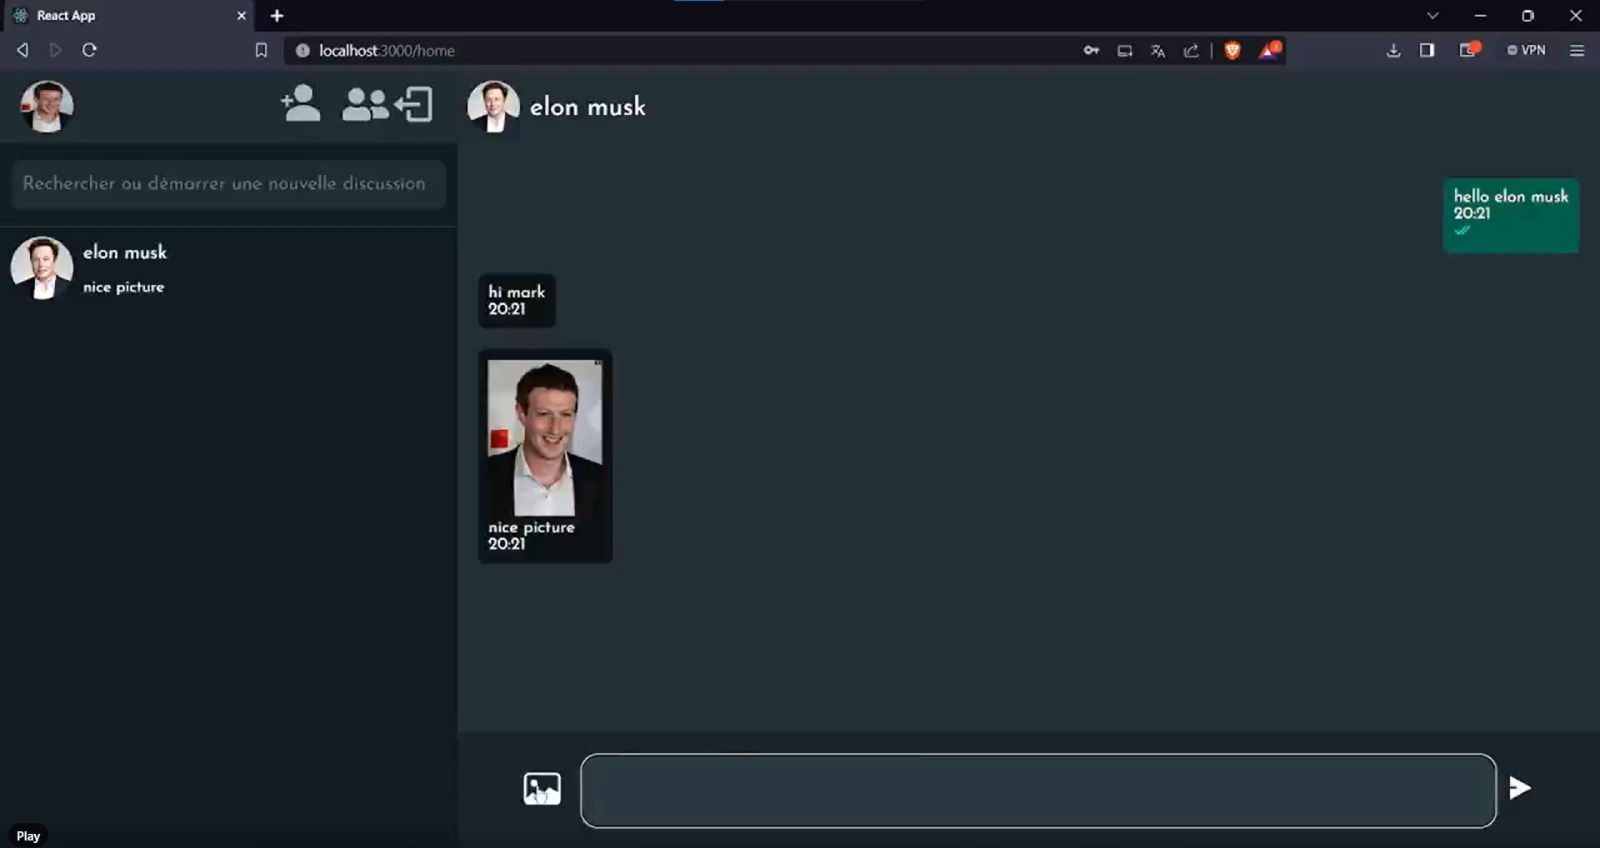 React App
localhost:3000/home
VPN
elon musk
Rechercher ou démarrer une nouvelle discussion
elon musk
nice picture
hello elon musk
20:21
hi mark
20:21
nice picture
20:21
Play